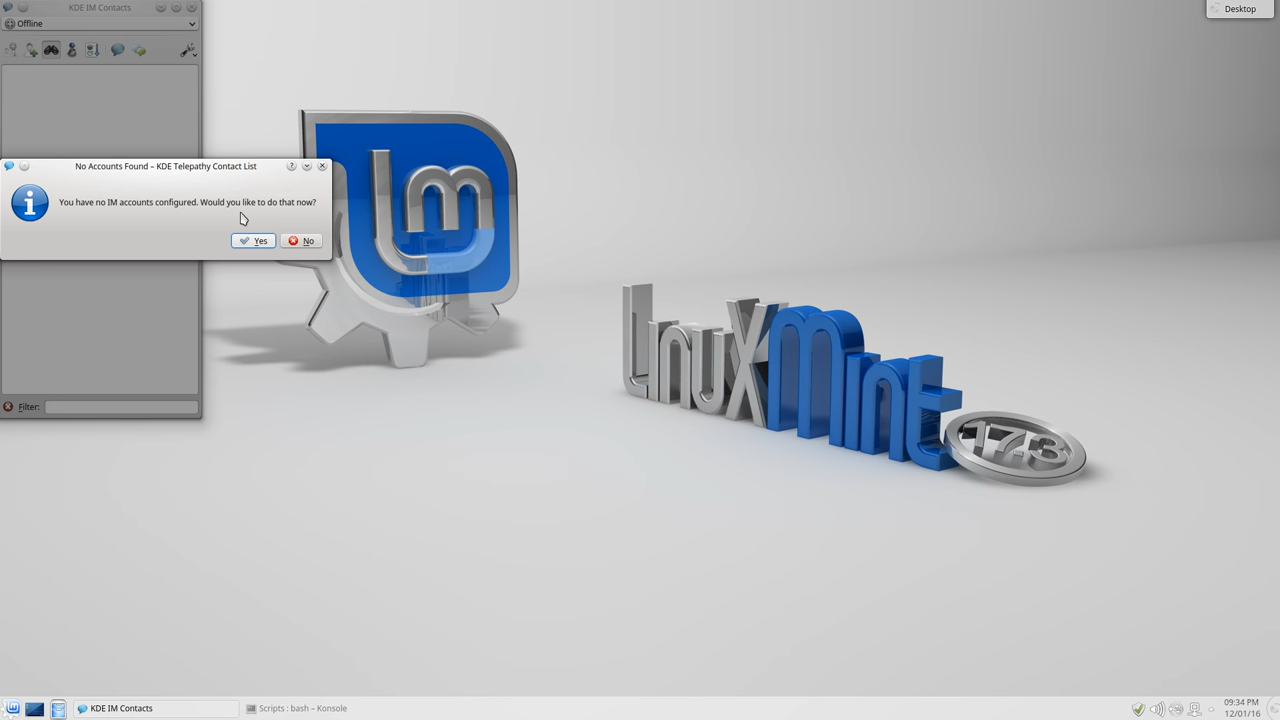 KDE IM Contacts
Offline
Desktop
No Accounts Found – KDE Telepathy Contact List
You have no IM accounts configured. Would you like to do that now?
Yes
No
Filter:
lm
LinuxMint
17.3
KDE IM Contacts
Scripts : bash – Konsole
09:34 PM
12/01/16